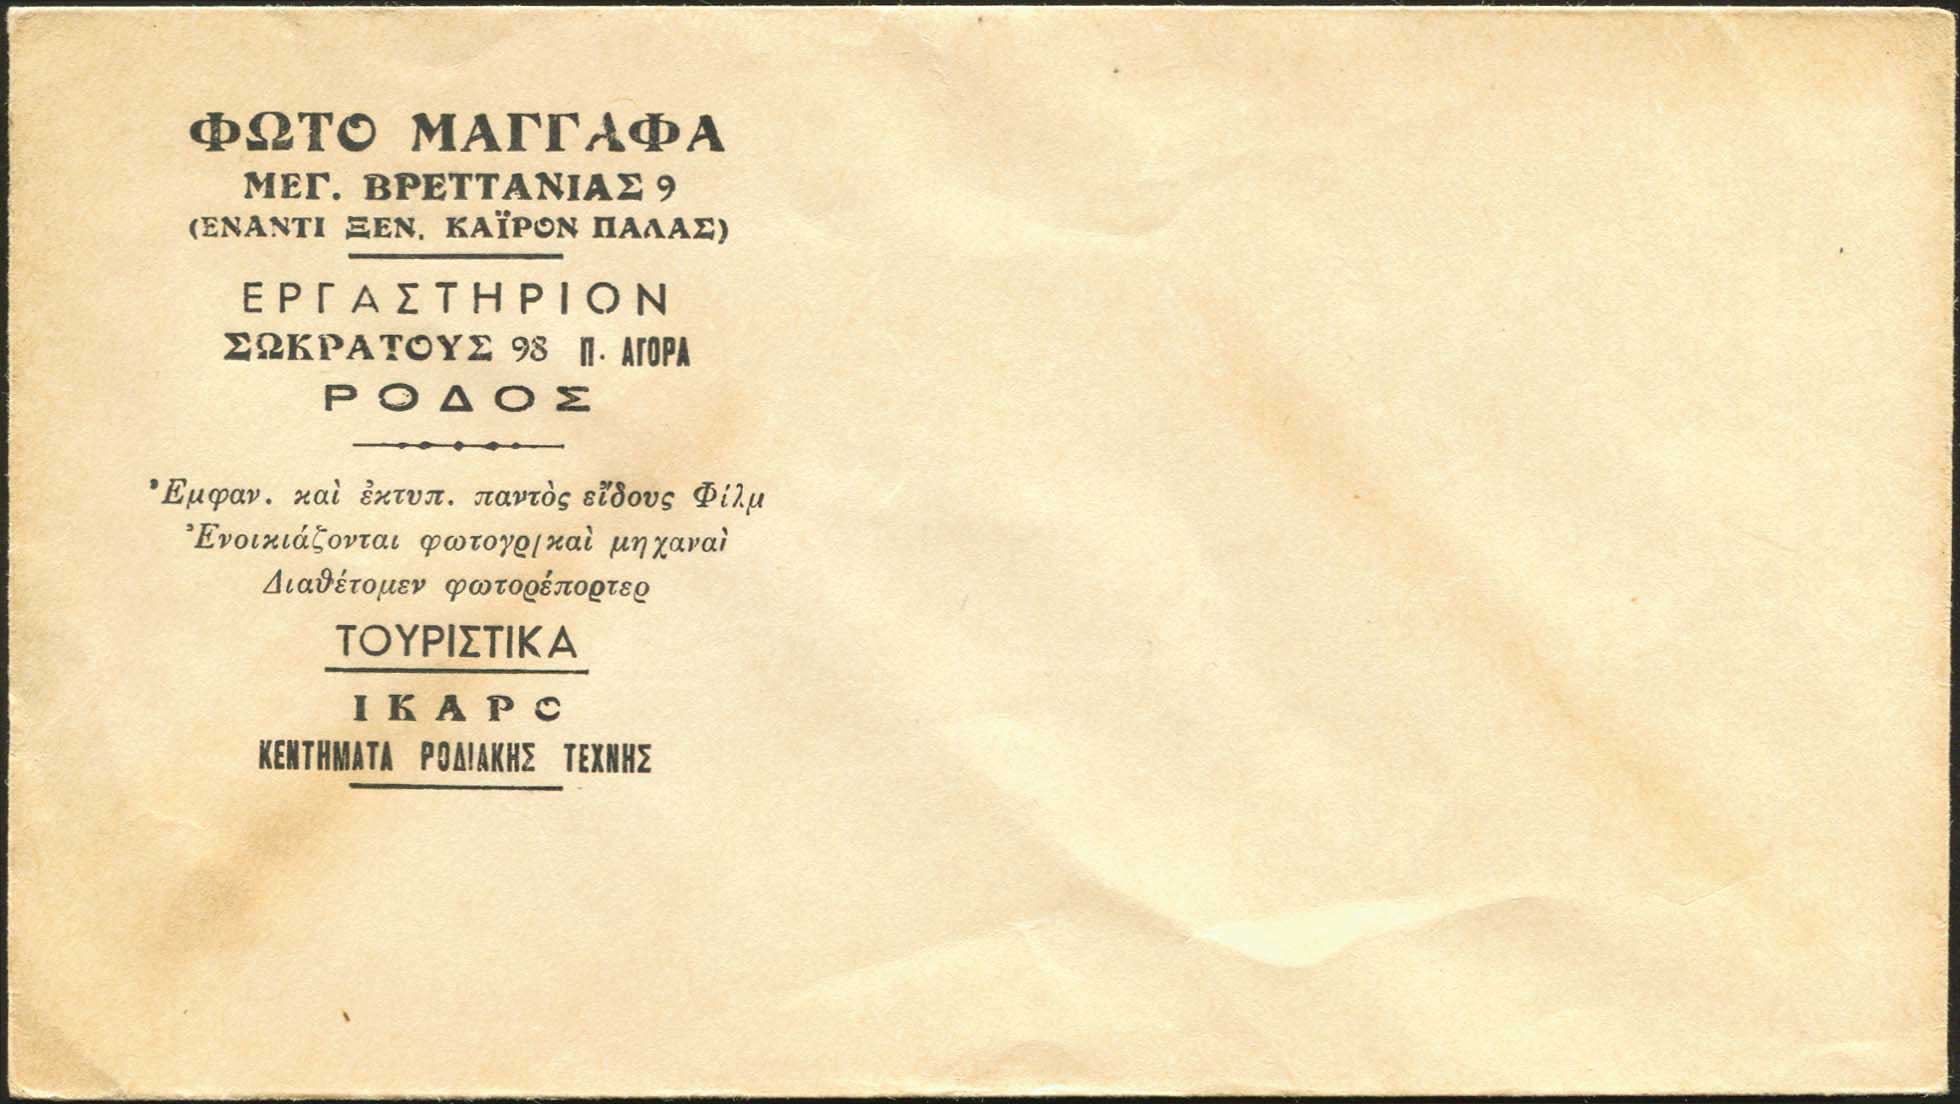 ΦΩΤΟ ΜΑΓΓΑΦΑ
ΜΕΓ. ΒΡΕΤΤΑΝΙΑΣ 9
(ΕΝΑΝΤΙ ΞΕΝ. ΚΑΪΡΟΝ ΠΑΛΑΣ)
ΕΡΓΑΣΤΗΡΙΟΝ
ΣΩΚΡΑΤΟΥΣ 98 Π. ΑΓΟΡΑ
ΡΟΔΟΣ
Ἐμφαν. καὶ ἐκτυπ. παντὸς εἴδους Φίλμ
Ἐνοικιάζονται φωτογρ/καὶ μηχαναὶ
Διαθέτομεν φωτορέπορτερ
ΤΟΥΡΙΣΤΙΚΑ
ΙΚΑΡΟ
ΚΕΝΤΗΜΑΤΑ ΡΟΔΙΑΚΗΣ ΤΕΧΝΗΣ